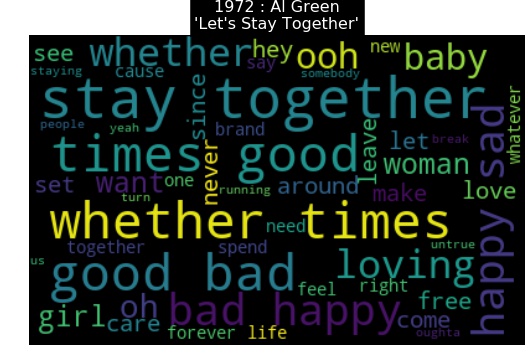 1972 : Al Green
'Let's Stay Together'
see whether hey ooh new baby
say
staying cause somebody
stay together
people yeah since brand let break whatever
times good leave woman sad
set want one never around make love
turn running
whether times happy
together spend need untrue
us good bad feel loving
right free
girl oh bad happy come
care forever life oughta